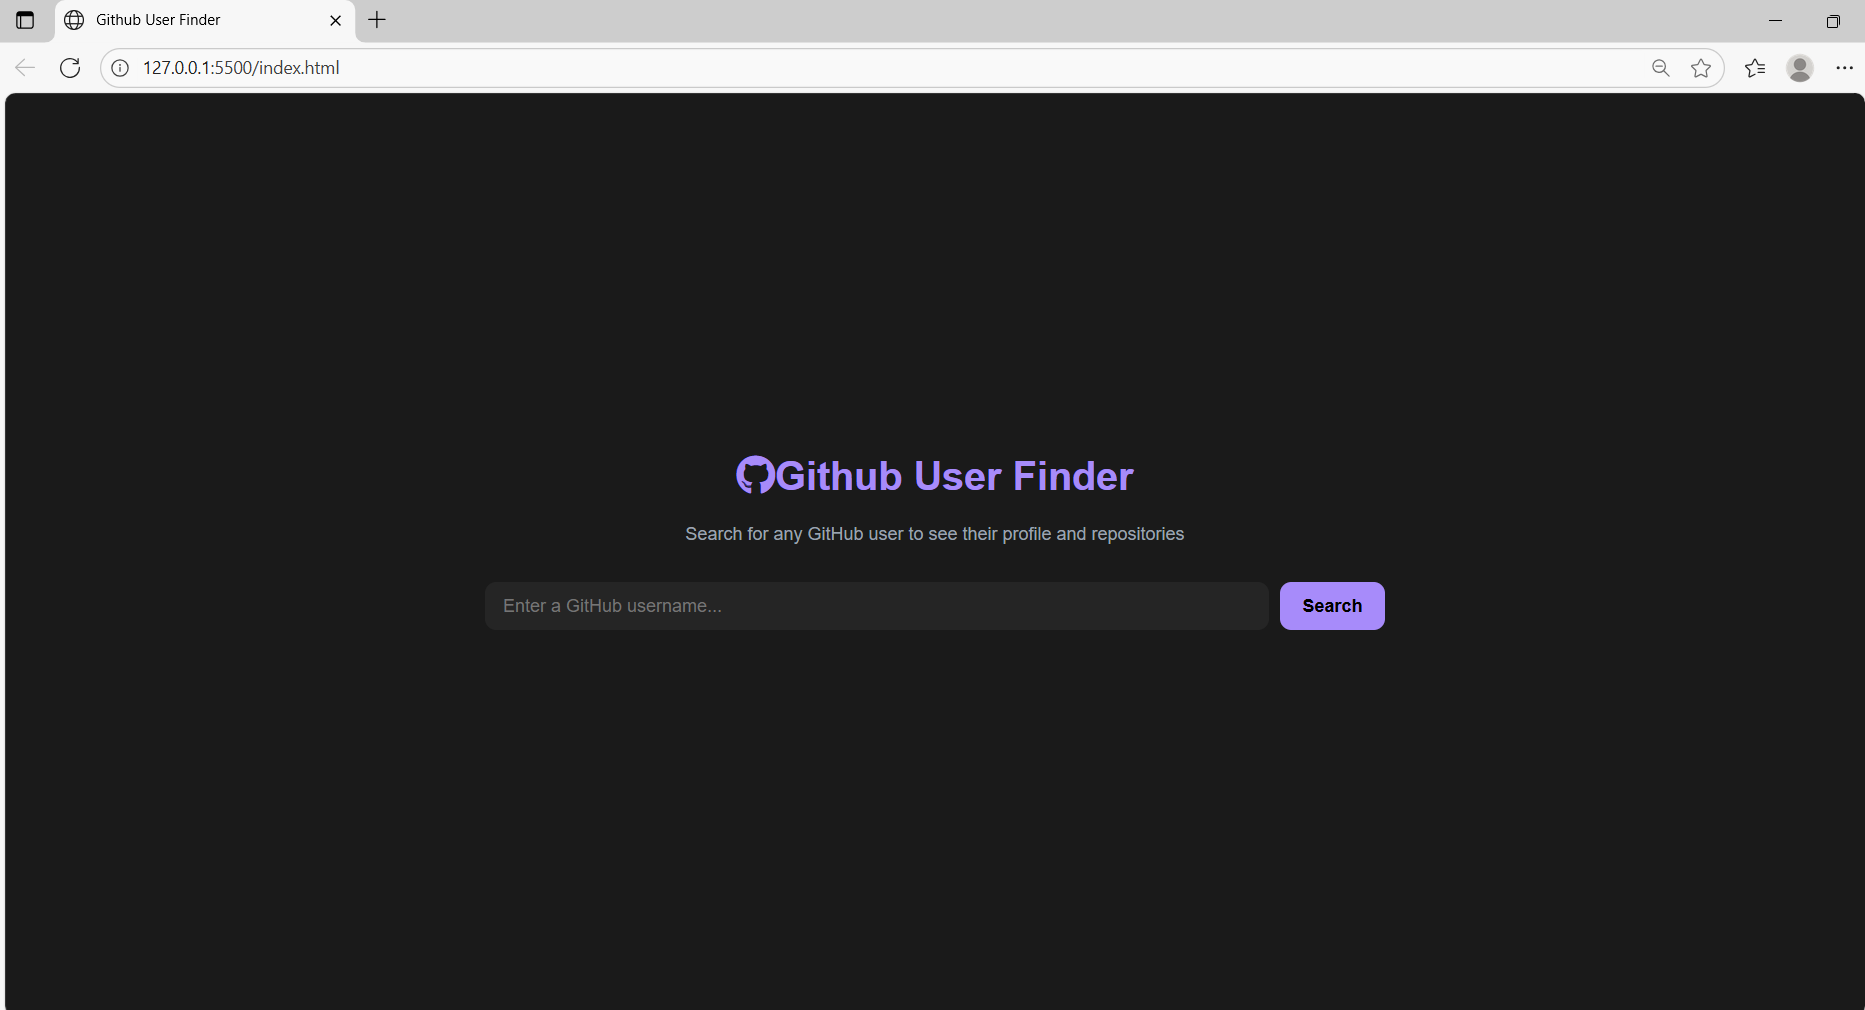 Github User Finder
127.0.0.1:5500/index.html
Github User Finder
Search for any GitHub user to see their profile and repositories
Enter a GitHub username...
Search